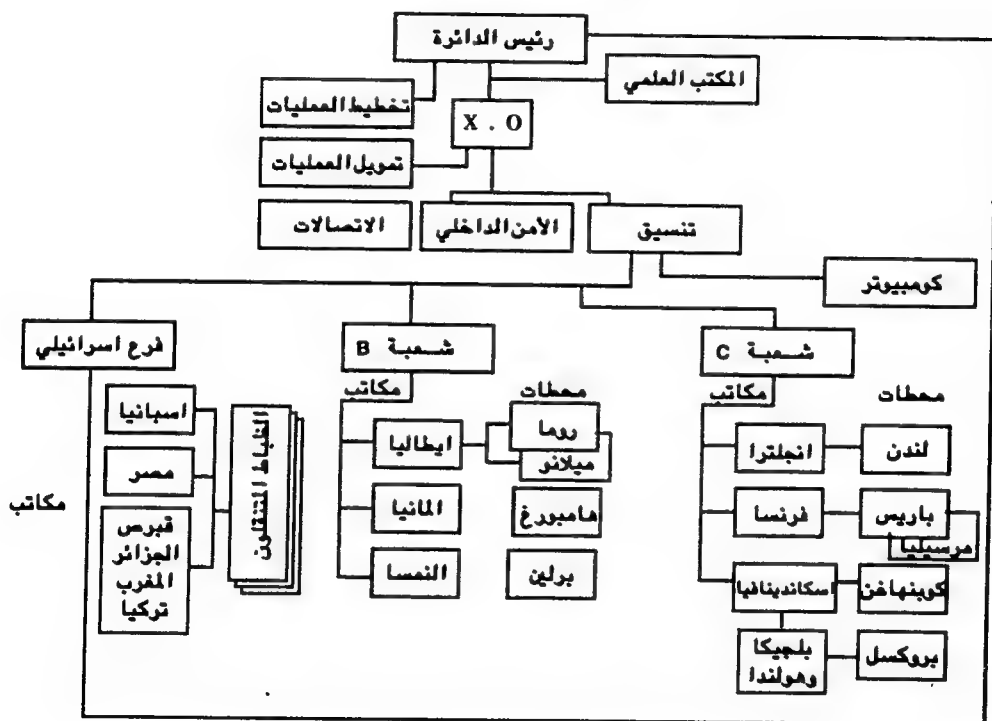 رئيس الدائرة
المكتب العلمي
تخطيط العمليات
X . O
تمويل العمليات
الاتصالات
الأمن الداخلي
تنسيق
كومبيوتر
شعبة C
شعبة B
فرع اسرائيلي
محطات
مكاتب
لندن
انجلترا
باريس
مرسيليا
فرنسا
كوبنهاغن
اسكاندينافيا
بروكسل
بلجيكا
وهولندا
محطات
مكاتب
روما
ميلانو
ايطاليا
هامبورغ
المانيا
برلين
النمسا
الظباط المتنقلون
اسبانيا
مصر
قبرص
الجزائر
المغرب
تركيا
مكاتب